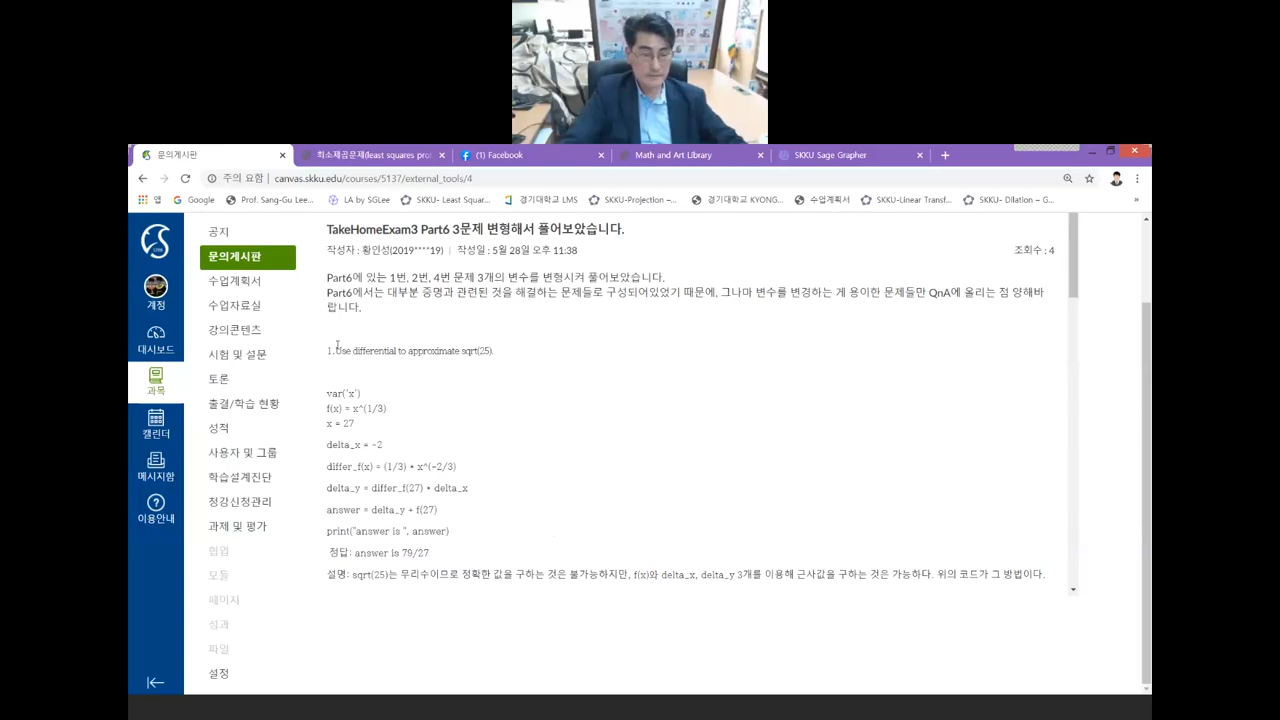 문의게시판
최소제곱문제(least squares pro
(1) Facebook
Math and Art Library
SKKU Sage Grapher
주의 요함 | canvas.skku.edu/courses/5137/external_tools/4
앱
Google
Prof. Sang-Gu Lee...
LA by SGLee
SKKU- Least Squar...
경기대학교 LMS
SKKU-Projection –...
경기대학교 KYONG...
수업계획서
SKKU-Linear Transf...
SKKU- Dilation – G...
»
계정
대시보드
과목
캘린더
메시지함
이용안내
공지
문의게시판
수업계획서
수업자료실
강의콘텐츠
시험 및 설문
토론
출결/학습 현황
성적
사용자 및 그룹
학습설계진단
청강신청관리
과제 및 평가
협업
모듈
페이지
성과
파일
설정
TakeHomeExam3 Part6 3문제 변형해서 풀어보았습니다.
작성자 : 황인성(2019****19) | 작성일 : 5월 28일 오후 11:38
조회수 : 4
Part6에 있는 1번, 2번, 4번 문제 3개의 변수를 변형시켜 풀어보았습니다.
Part6에서는 대부분 증명과 관련된 것을 해결하는 문제들로 구성되어있었기 때문에, 그나마 변수를 변경하는 게 용이한 문제들만 QnA에 올리는 점 양해바
랍니다.
1.Use differential to approximate sqrt(25).
var('x')
f(x) = x^(1/3)
x = 27
delta_x = -2
differ_f(x) = (1/3) * x^(-2/3)
delta_y = differ_f(27) * delta_x
answer = delta_y + f(27)
print("answer is ", answer)
정답: answer is 79/27
설명: sqrt(25)는 무리수이므로 정확한 값을 구하는 것은 불가능하지만, f(x)와 delta_x, delta_y 3개를 이용해 근사값을 구하는 것은 가능하다. 위의 코드가 그 방법이다.